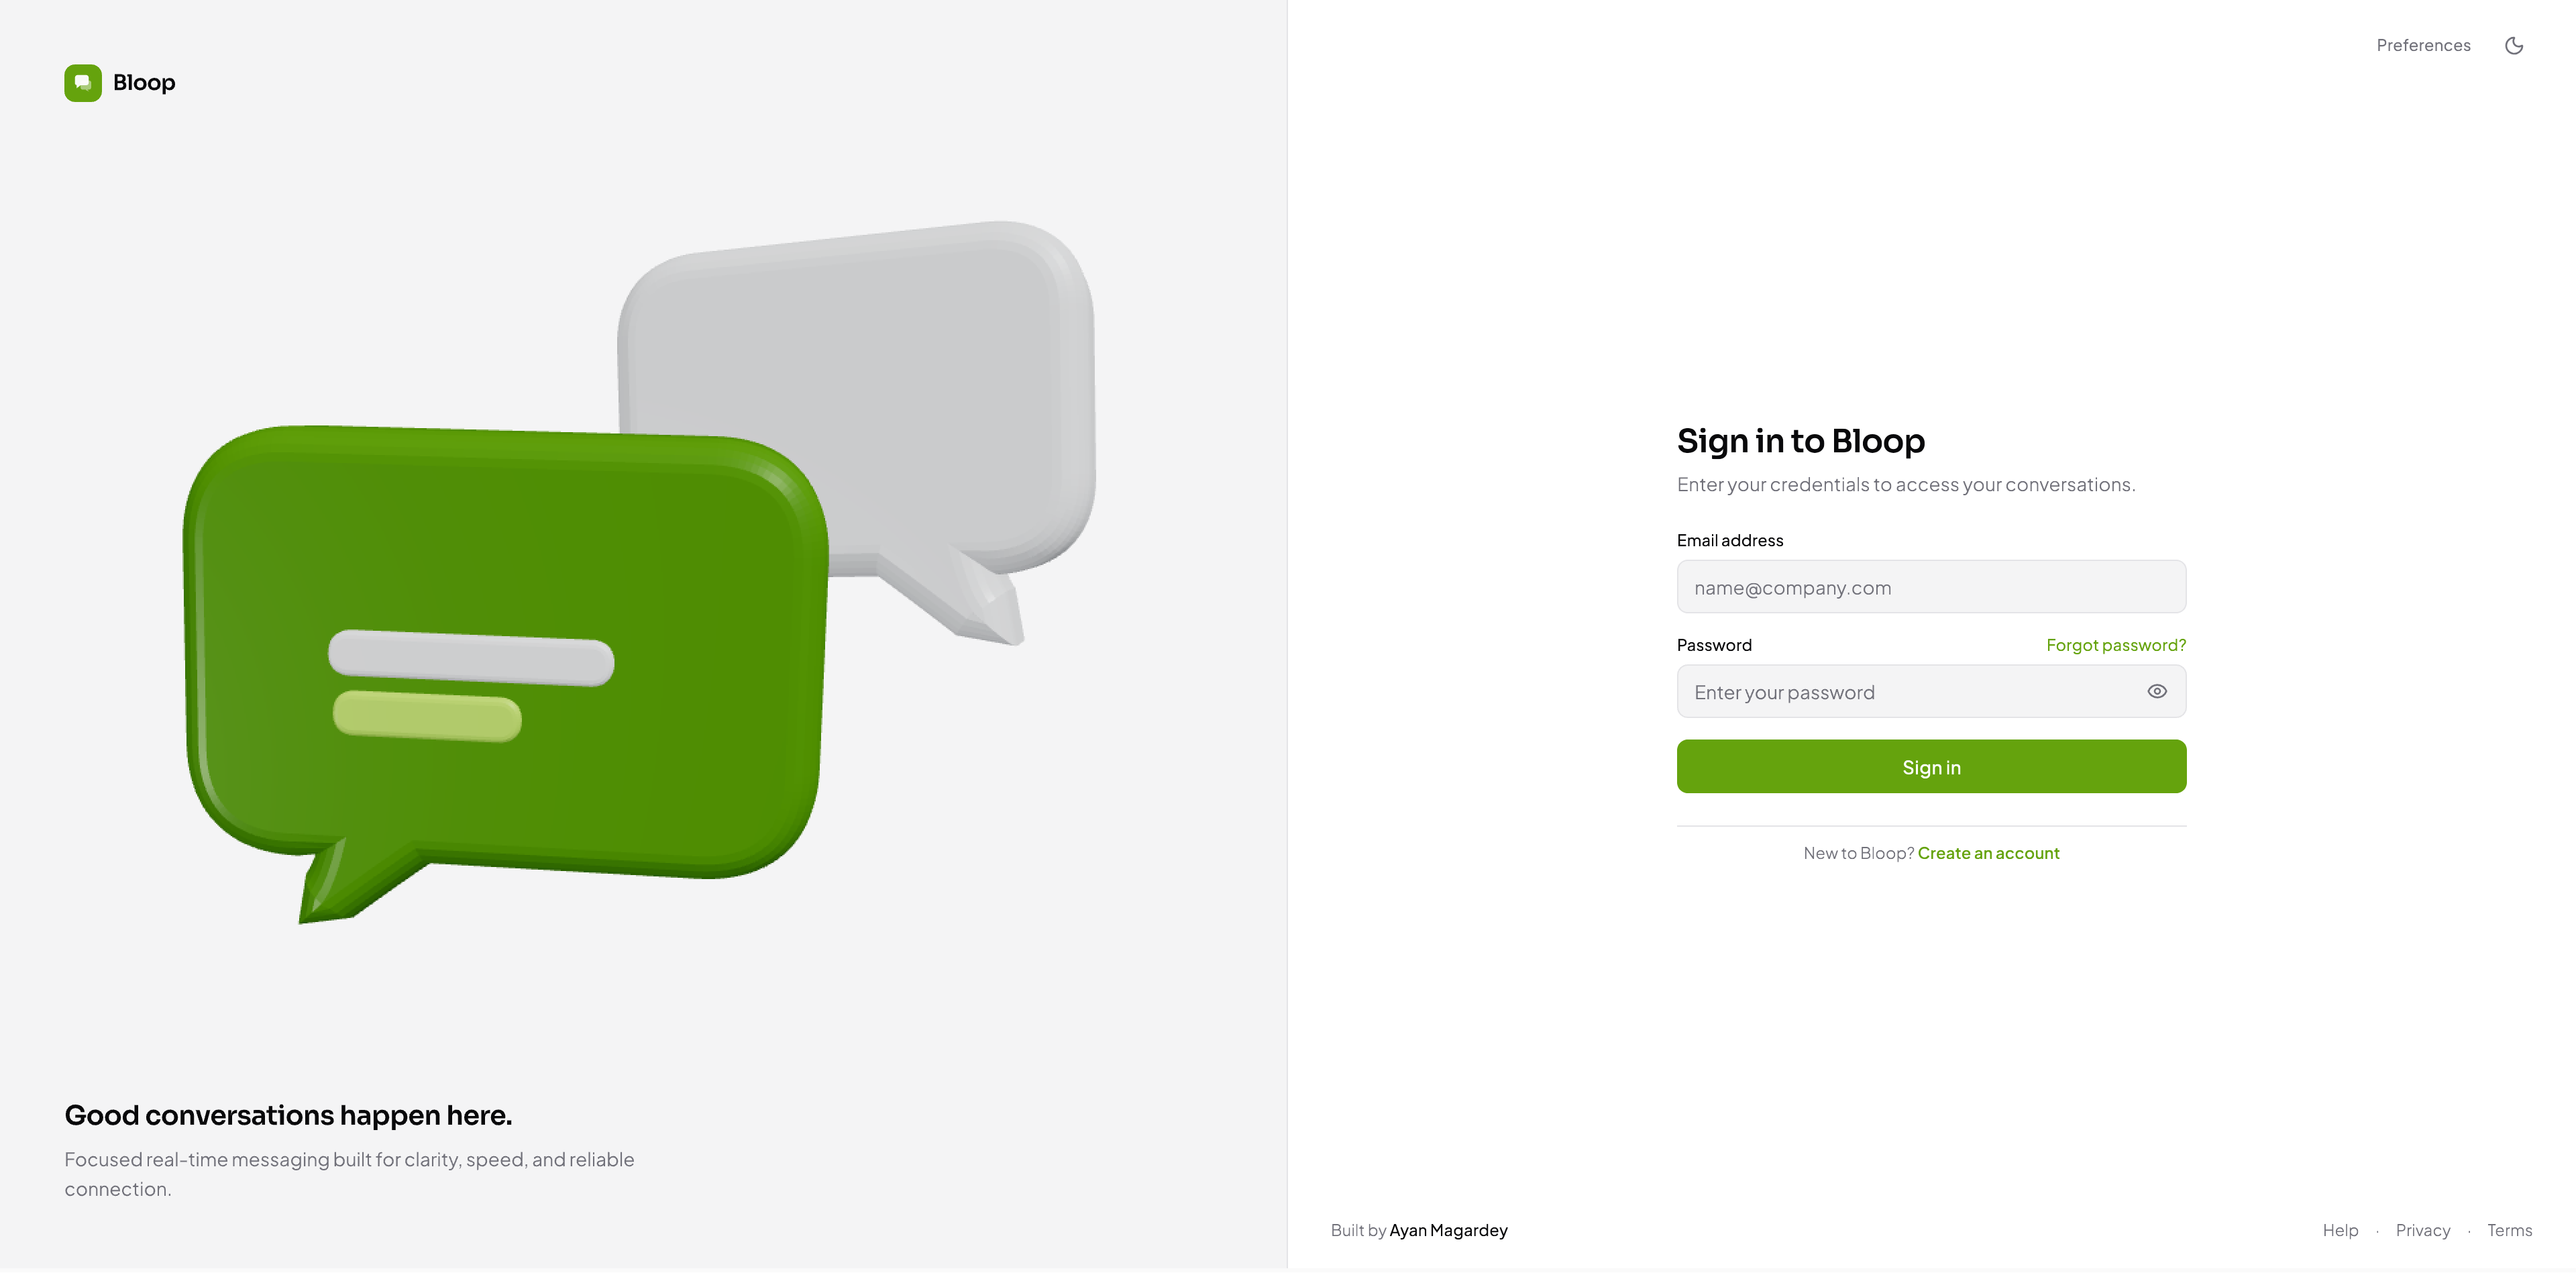 Bloop
Good conversations happen here.
Focused real-time messaging built for clarity, speed, and reliable
connection.
Preferences
Sign in to Bloop
Enter your credentials to access your conversations.
Email address
name@company.com
Password Forgot password?
Enter your password
Sign in
New to Bloop? Create an account
Built by Ayan Magardey
Help · Privacy · Terms